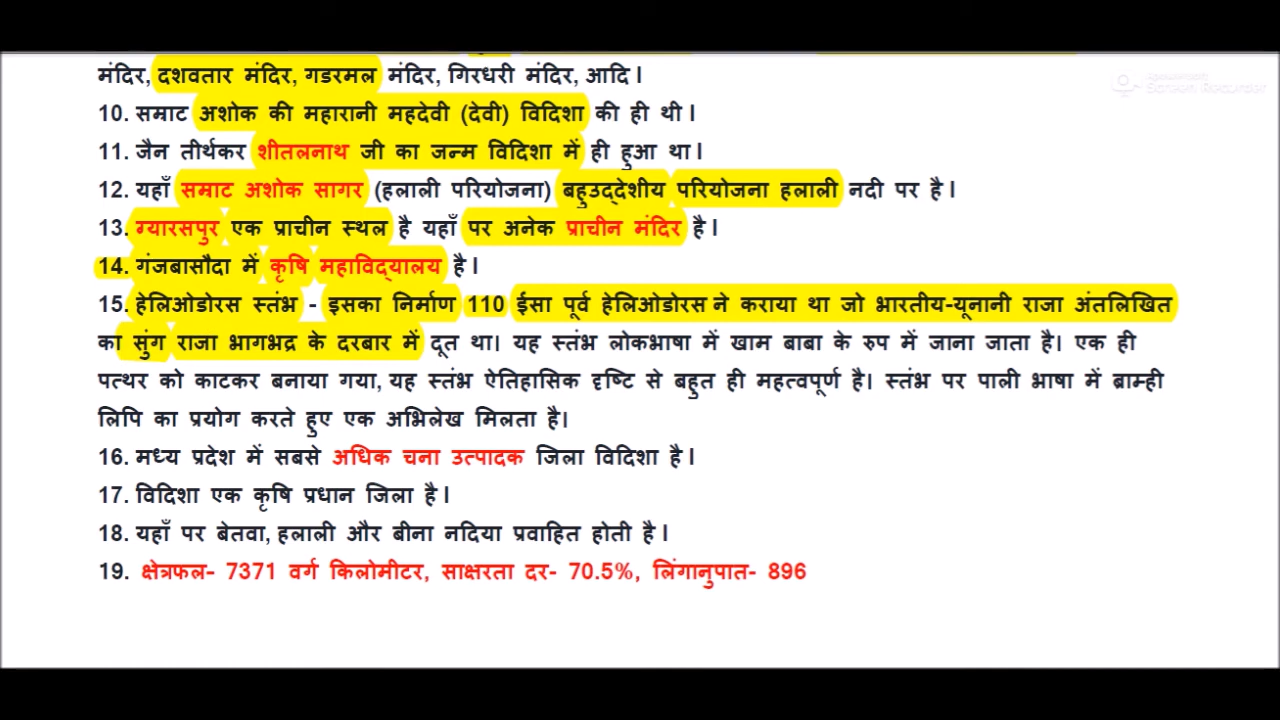 मंदिर, दशवतार मंदिर, गडरमल मंदिर, गिरधरी मंदिर, आदि l
10. सम्राट अशोक की महारानी महदेवी (देवी) विदिशा की ही थी l
11. जैन तीर्थकर शीतलनाथ जी का जन्म विदिशा में ही हुआ था l
12. यहाँ सम्राट अशोक सागर (हलाली परियोजना) बहुउद्देशीय परियोजना हलाली नदी पर है l
13. ग्यारसपुर एक प्राचीन स्थल है यहाँ पर अनेक प्राचीन मंदिर है l
14. गंजबासौदा में कृषि महाविद्यालय है l
15. हेलिओडोरस स्तंभ - इसका निर्माण 110 ईसा पूर्व हेलिओडोरस ने कराया था जो भारतीय-यूनानी राजा अंतलिखित
का सुंग राजा भागभद्र के दरबार में दूत था। यह स्तंभ लोकभाषा में खाम बाबा के रुप में जाना जाता है। एक ही
पत्थर को काटकर बनाया गया, यह स्तंभ ऐतिहासिक दृष्टि से बहुत ही महत्वपूर्ण है। स्तंभ पर पाली भाषा में ब्राम्ही
लिपि का प्रयोग करते हुए एक अभिलेख मिलता है।
16. मध्य प्रदेश में सबसे अधिक चना उत्पादक जिला विदिशा है l
17. विदिशा एक कृषि प्रधान जिला है l
18. यहाँ पर बेतवा, हलाली और बीना नदिया प्रवाहित होती है l
19. क्षेत्रफल- 7371 वर्ग किलोमीटर, साक्षरता दर- 70.5%, लिंगानुपात- 896
Screen Recorder